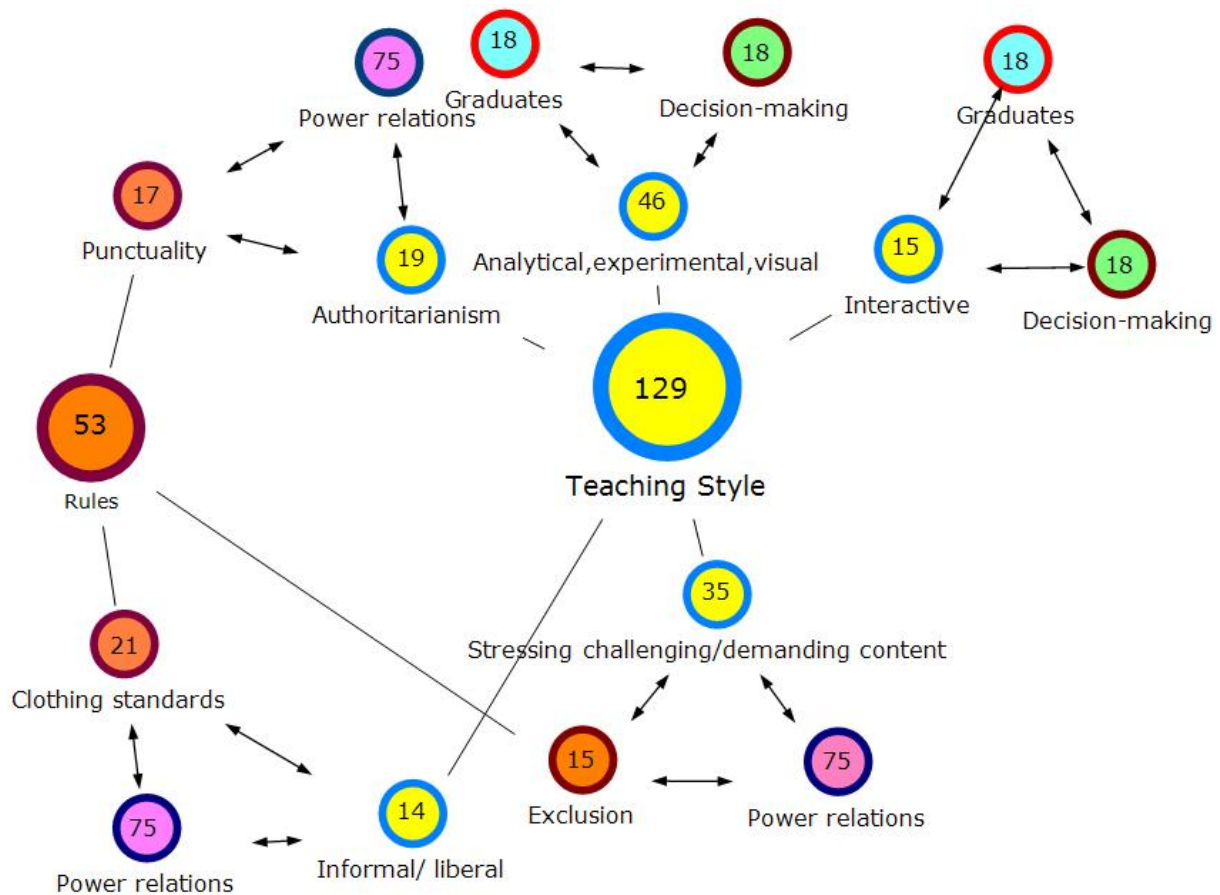 18
Graduates
18
Decision-making
18
Graduates
75
Power relations
17
Punctuality
19
Authoritarianism
46
Analytical,experimental,visual
15
Interactive
18
Decision-making
53
Rules
129
Teaching Style
21
Clothing standards
35
Stressing challenging/demanding content
75
Power relations
14
Informal/ liberal
15
Exclusion
75
Power relations